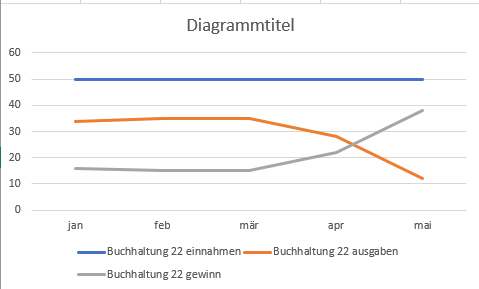 Diagrammtitel
60
50
40
30
20
10
0
jan feb mär apr mai
Buchhaltung 22 einnahmen Buchhaltung 22 ausgaben
Buchhaltung 22 gewinn